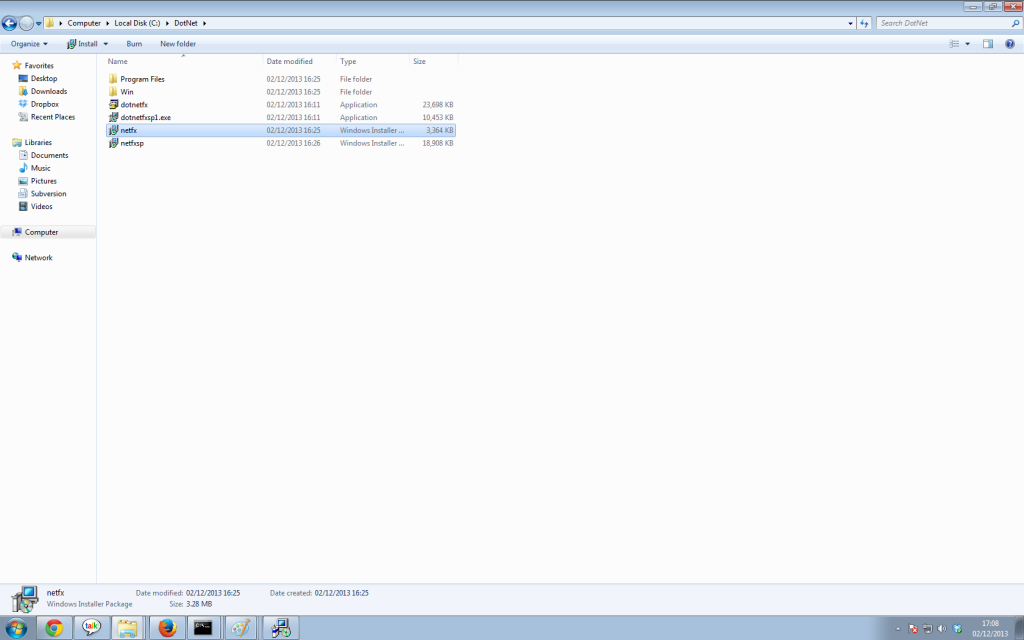 Computer Local Disk (C:) DotNet Search DotNet
Organize Install Burn New folder
Name Date modified Type Size
Favorites
Desktop
Downloads
Dropbox
Recent Places
Libraries
Documents
Music
Pictures
Subversion
Videos
Computer
Network
Program Files 02/12/2013 16:25 File folder
Win 02/12/2013 16:25 File folder
dotnetfx 02/12/2013 16:11 Application 23,698 KB
dotnetfxsp1.exe 02/12/2013 16:11 Application 10,453 KB
netfx 02/12/2013 16:25 Windows Installer ... 3,364 KB
netfxsp 02/12/2013 16:26 Windows Installer ... 18,908 KB
netfx Date modified: 02/12/2013 16:25 Date created: 02/12/2013 16:25
Windows Installer Package Size: 3.28 MB
talk
17:08
02/12/2013